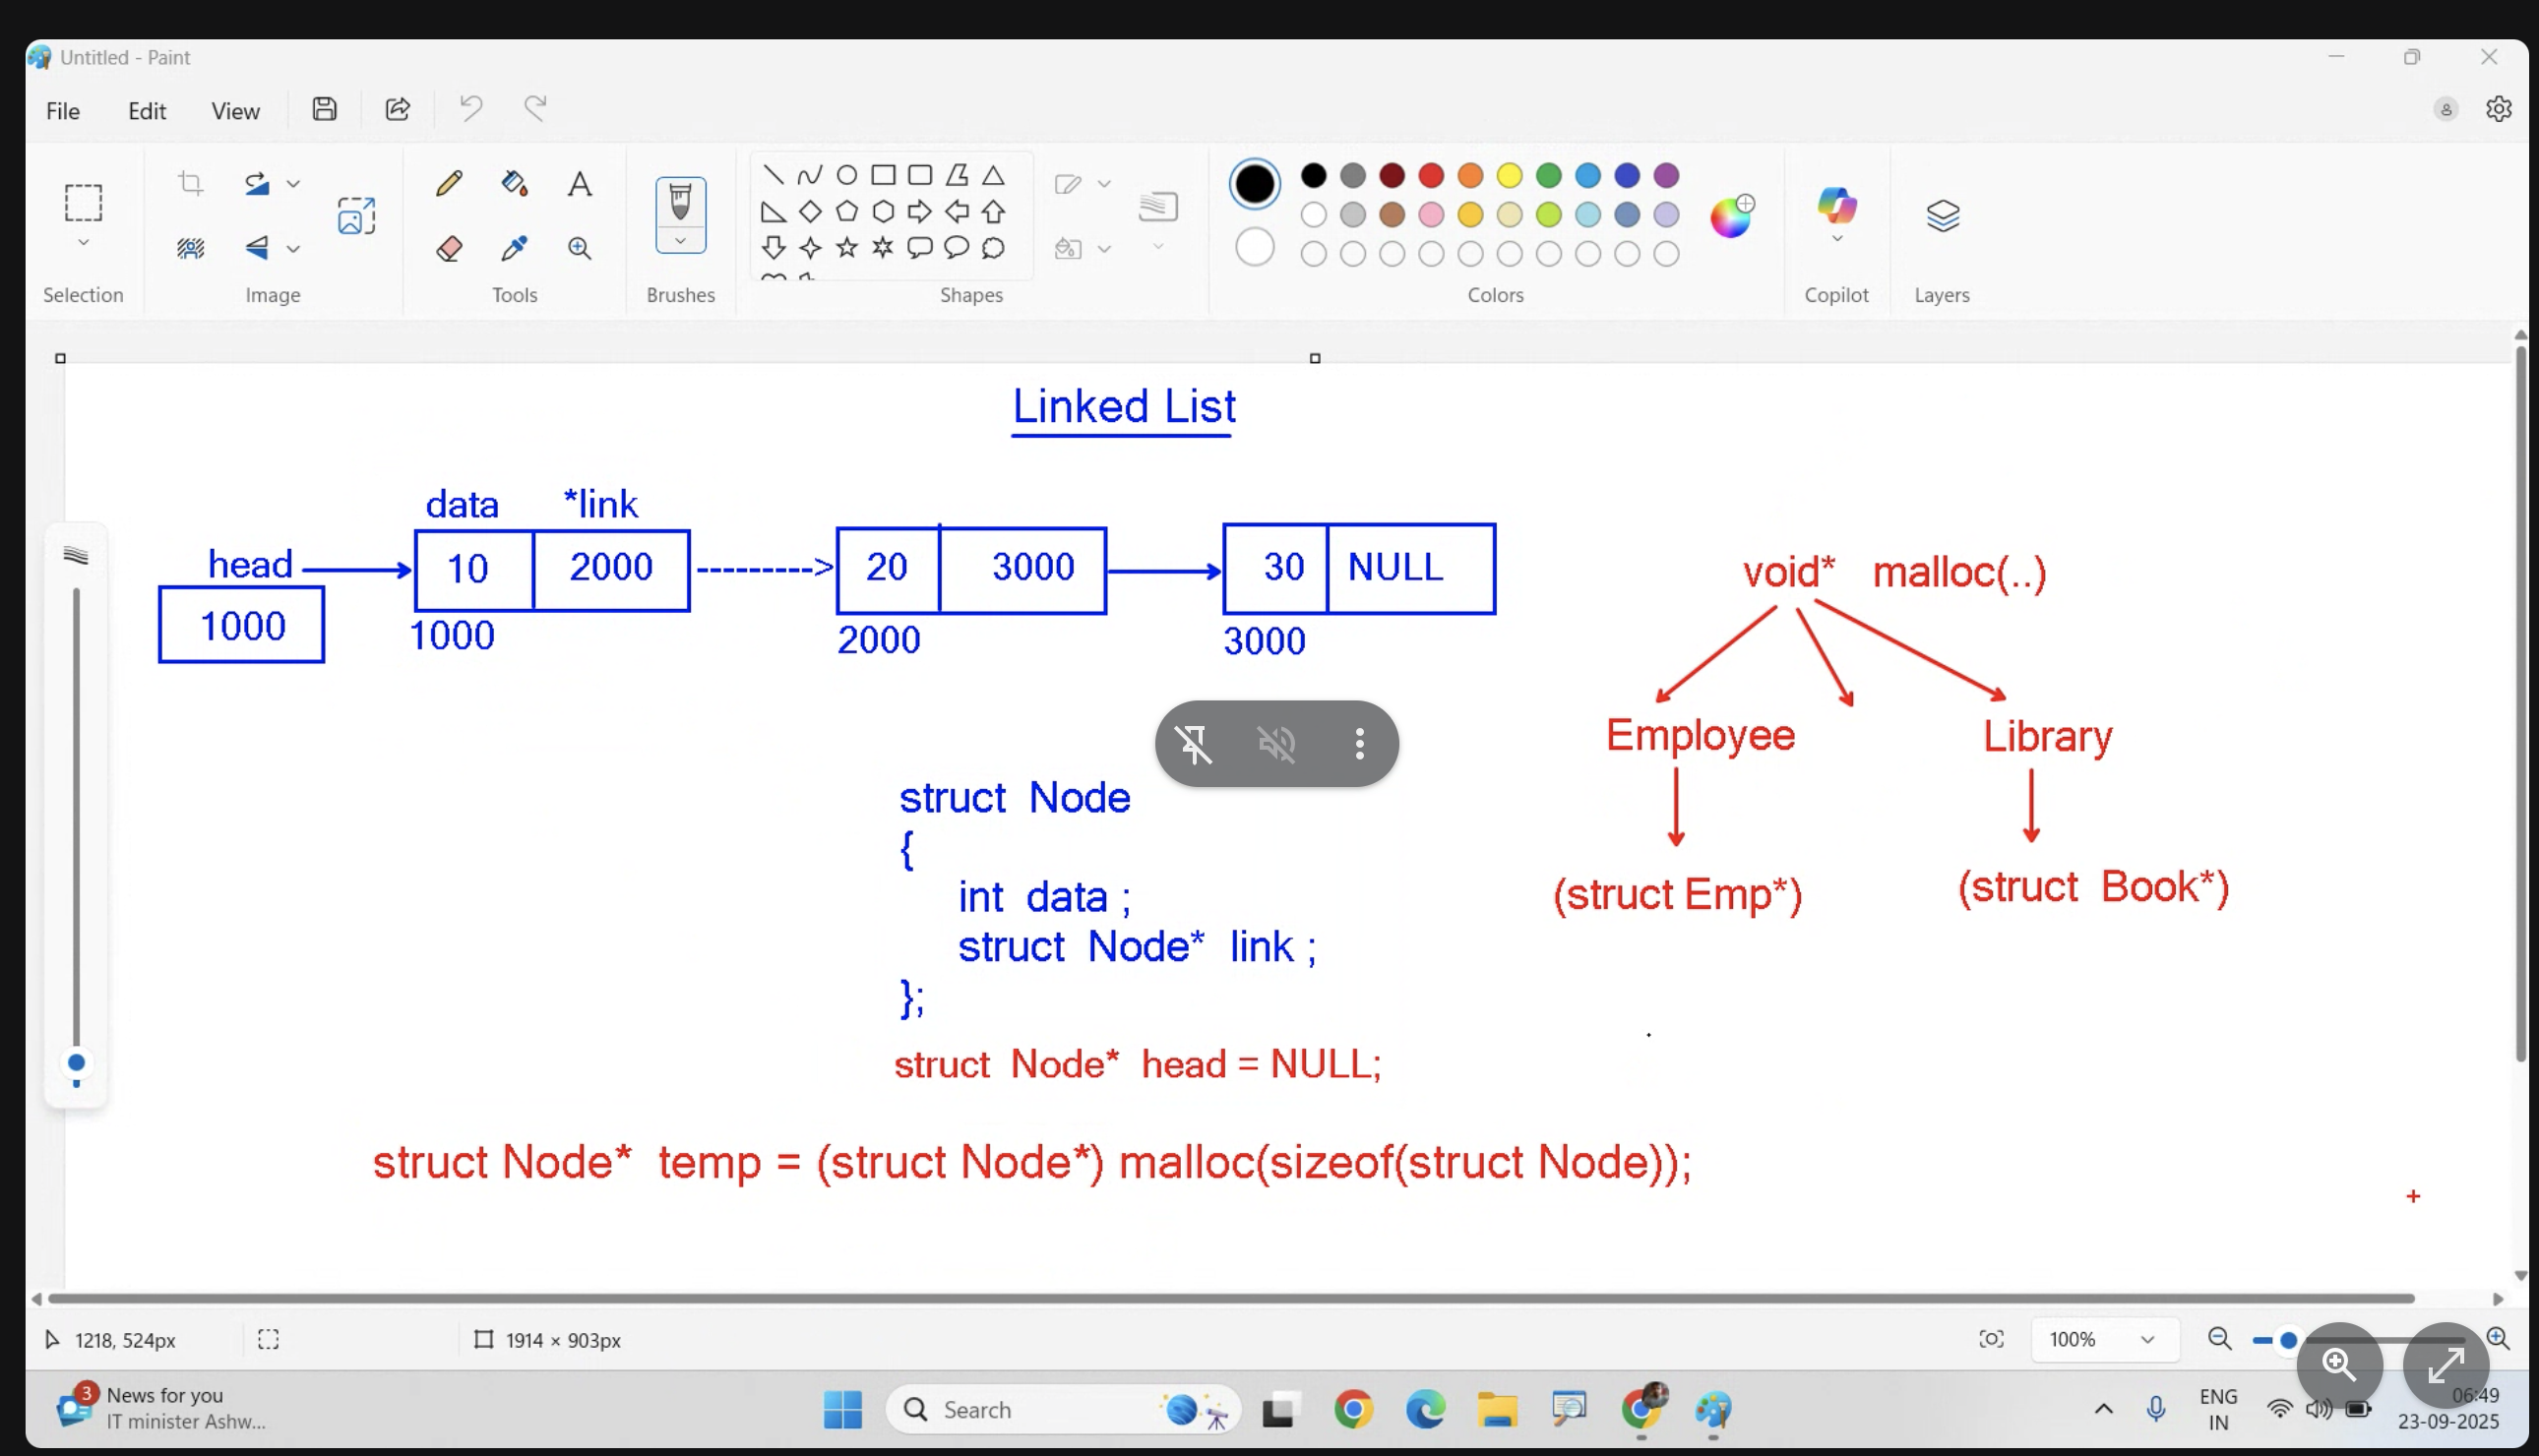 Untitled - Paint
File Edit View
Selection Image Tools Brushes Shapes Colors Copilot Layers
Linked List
data *link
head 10 2000 ---------> 20 3000 30 NULL
1000 1000 2000 3000
void* malloc(..)
Employee Library
(struct Emp*) (struct Book*)
struct Node
{
int data ;
struct Node* link ;
};
struct Node* head = NULL;
struct Node* temp = (struct Node*) malloc(sizeof(struct Node));
1218, 524px 1914 × 903px 100%
3 News for you
IT minister Ashw...
Search
ENG
IN
06:49
23-09-2025